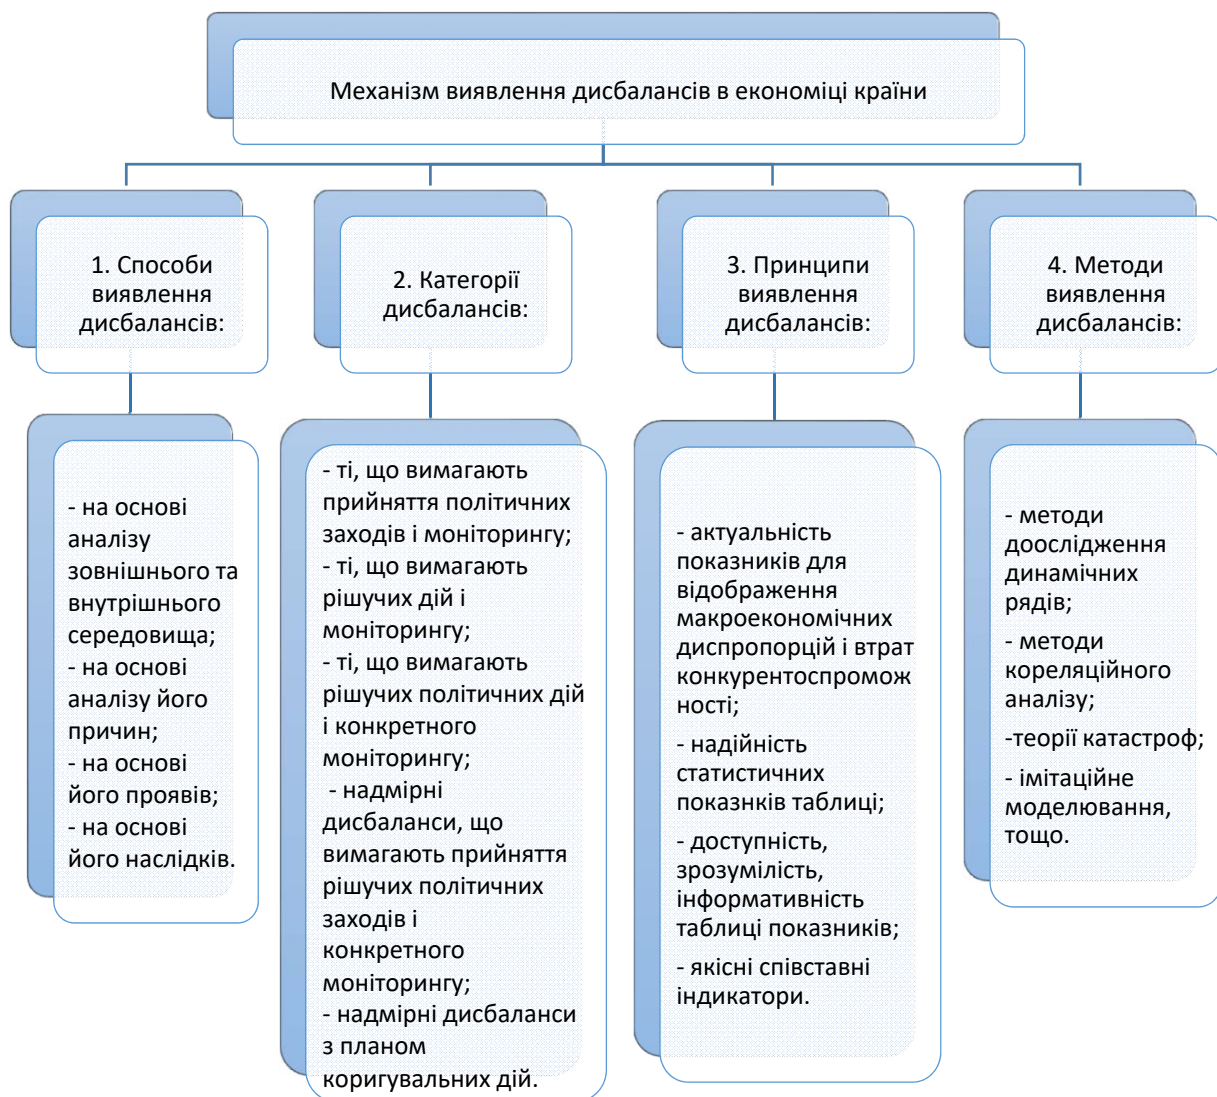 Механізм виявлення дисбалансів в економіці країни
1. Способи
виявлення
дисбалансів:
2. Категорії
дисбалансів:
3. Принципи
виявлення
дисбалансів:
4. Методи
виявлення
дисбалансів:
- на основі
аналізу
зовнішнього та
внутрішнього
середовища;
- на основі
аналізу його
причин;
- на основі
його проявів;
- на основі
його наслідків.
- ті, що вимагають
прийняття політичних
заходів і моніторингу;
- ті, що вимагають
рішучих дій і
моніторингу;
- ті, що вимагають
рішучих політичних дій
і конкретного
моніторингу;
- надмірні
дисбаланси, що
вимагають прийняття
рішучих політичних
заходів і
конкретного
моніторингу;
- надмірні дисбаланси
з планом
коригувальних дій.
- актуальність
показників для
відображення
макроекономічних
диспропорцій і втрат
конкурентоспромож
ності;
- надійність
статистичних
показнків таблиці;
- доступність,
зрозумілість,
інформативність
таблиці показників;
- якісні співставні
індикатори.
- методи
доослідження
динамічних
рядів;
- методи
кореляційного
аналізу;
-теорії катастроф;
- імітаційне
моделювання,
тощо.